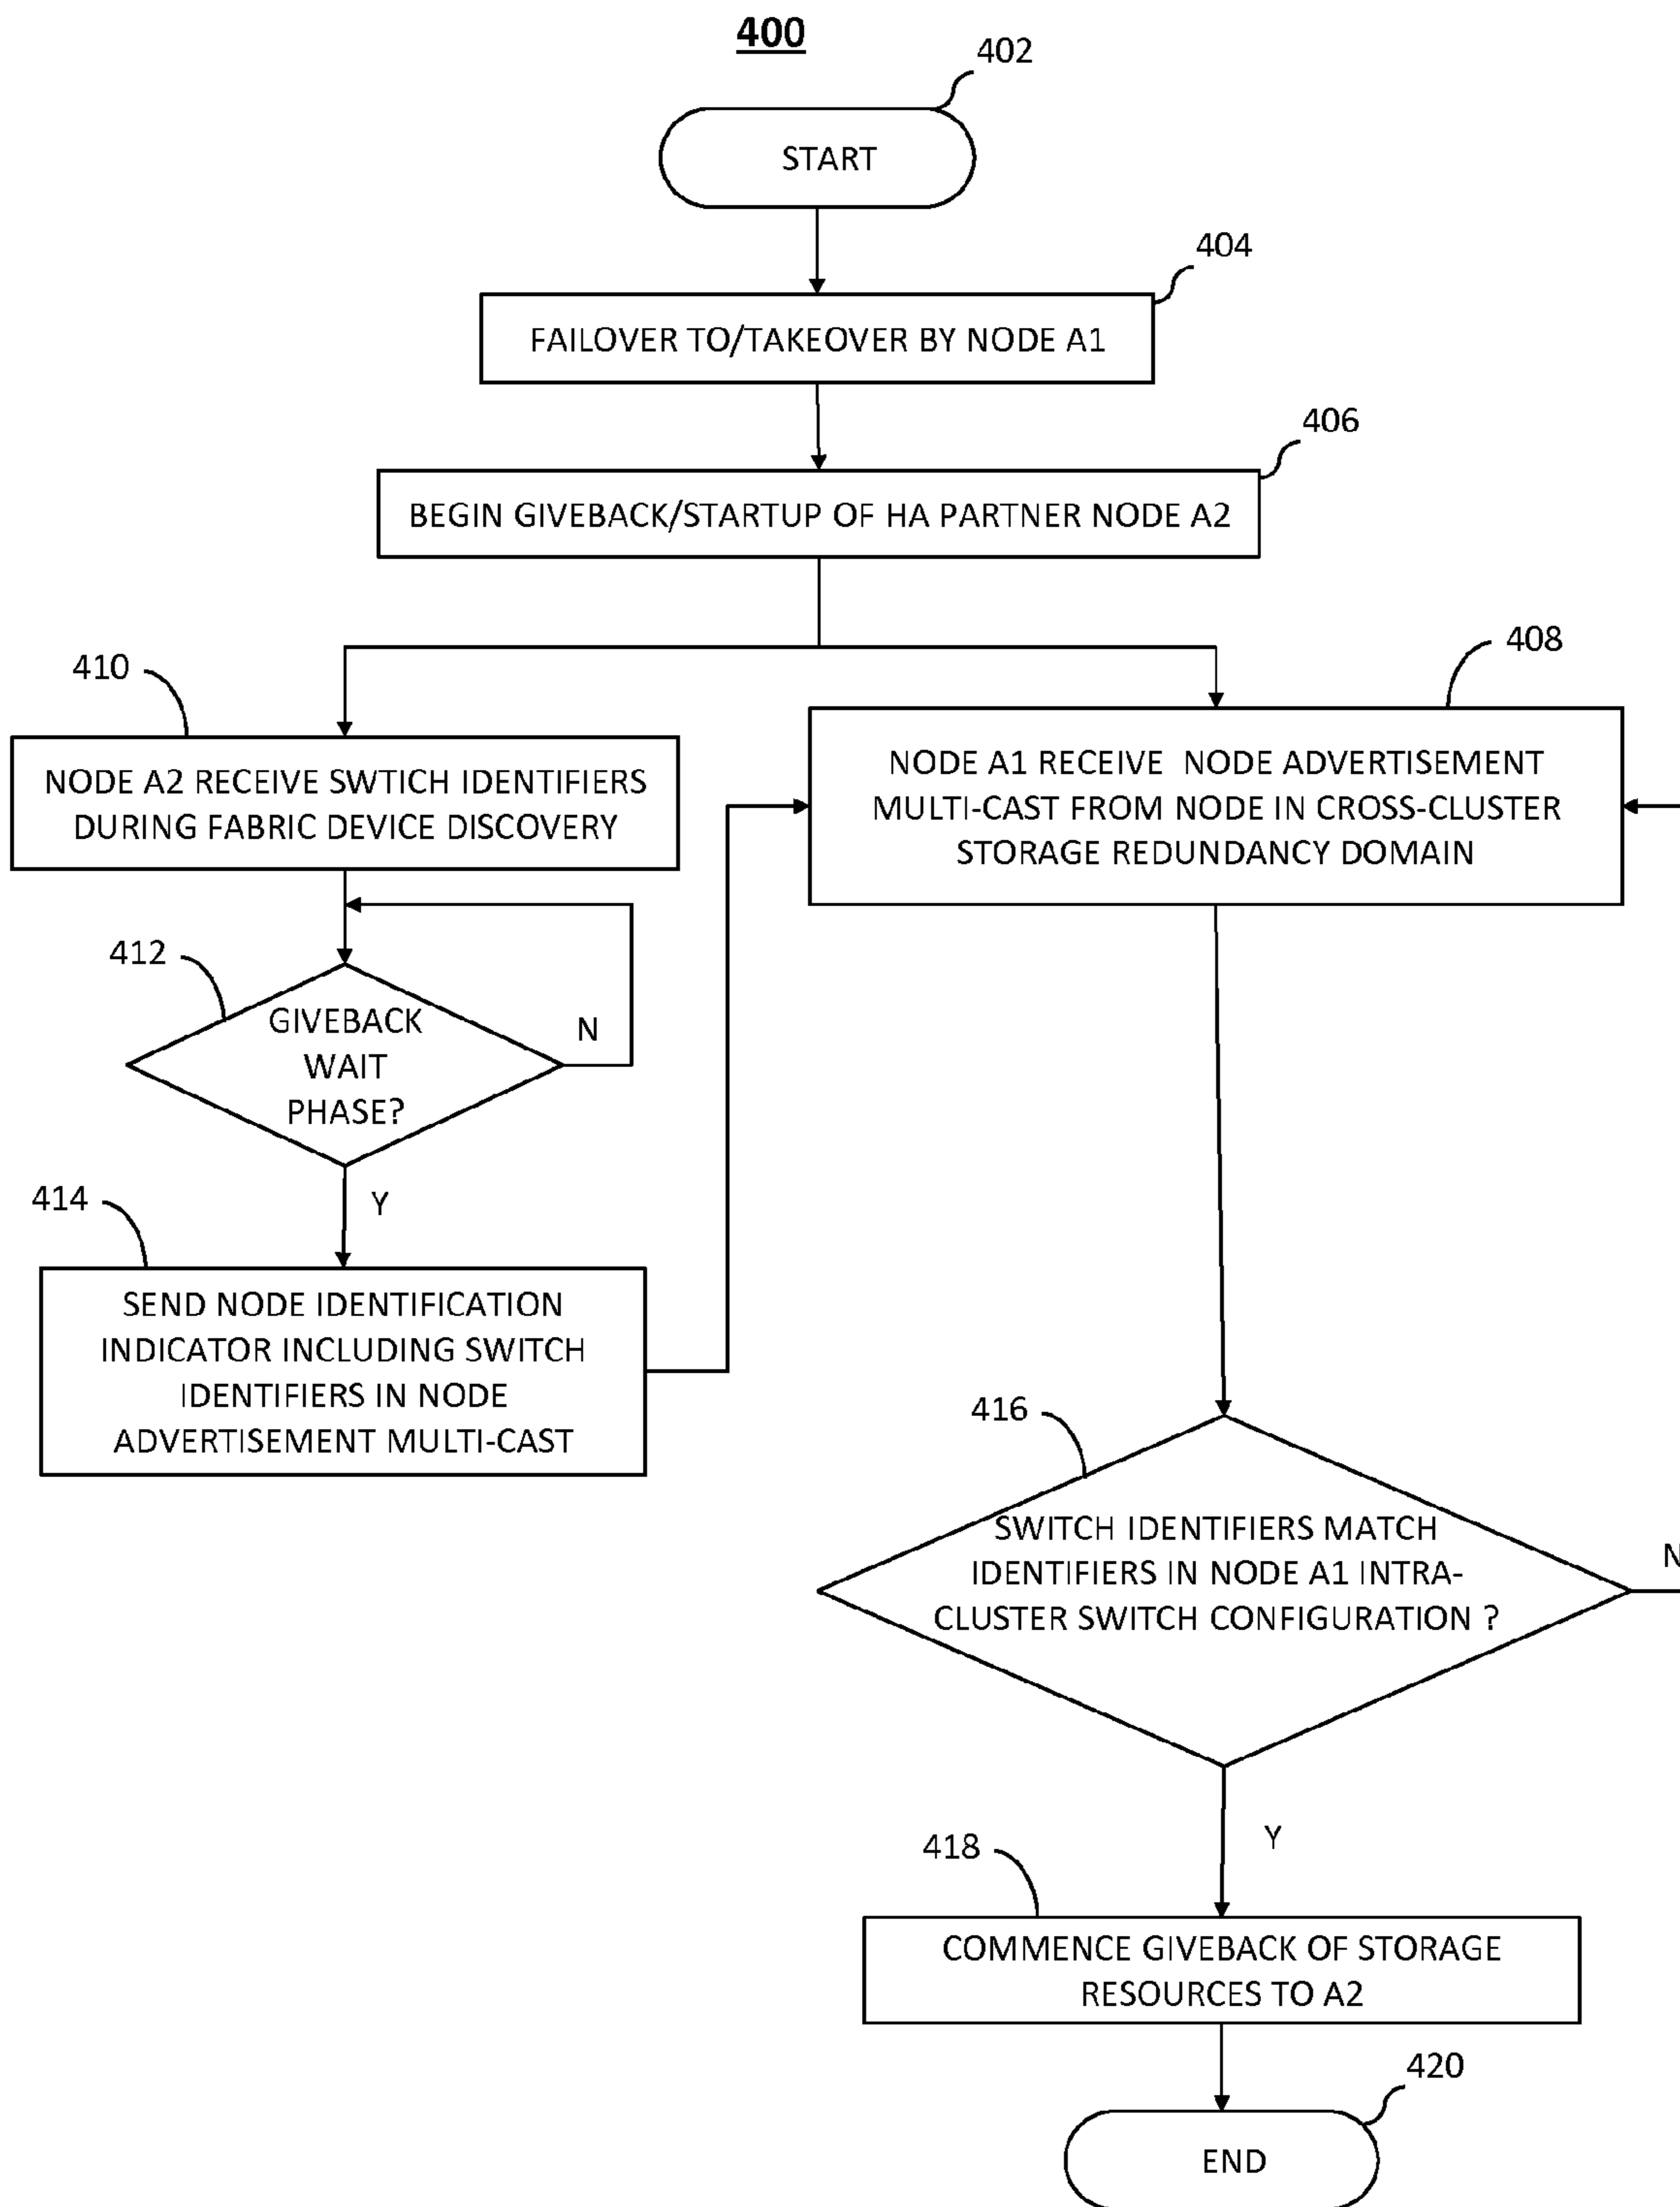 400
402
START
404
FAILOVER TO/TAKEOVER BY NODE A1
406
BEGIN GIVEBACK/STARTUP OF HA PARTNER NODE A2
410
408
NODE A2 RECEIVE SWTICH IDENTIFIERS
DURING FABRIC DEVICE DISCOVERY
NODE A1 RECEIVE NODE ADVERTISEMENT
MULTI-CAST FROM NODE IN CROSS-CLUSTER
STORAGE REDUNDANCY DOMAIN
412
GIVEBACK
WAIT
PHASE?
N
Y
414
SEND NODE IDENTIFICATION
INDICATOR INCLUDING SWITCH
IDENTIFIERS IN NODE
ADVERTISEMENT MULTI-CAST
416
SWITCH IDENTIFIERS MATCH
IDENTIFIERS IN NODE A1 INTRA-
CLUSTER SWITCH CONFIGURATION ?
N
Y
418
COMMENCE GIVEBACK OF STORAGE
RESOURCES TO A2
420
END